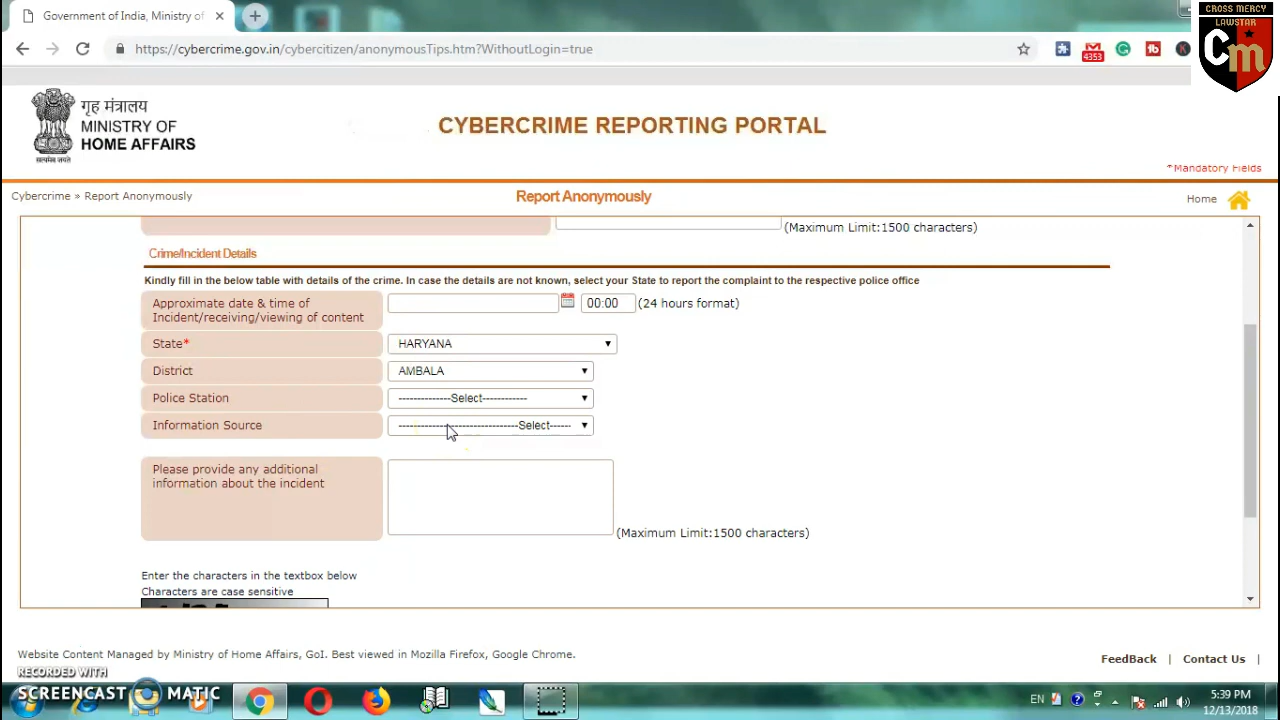 Government of India, Ministry of
CROSS MERCY
LAWSTAR
Cm
https://cybercrime.gov.in/cybercitizen/anonymousTips.htm?WithoutLogin=true
4353
गृह मंत्रालय
MINISTRY OF
HOME AFFAIRS
सत्यमेव जयते
CYBERCRIME REPORTING PORTAL
*Mandatory Fields
Cybercrime » Report Anonymously
Report Anonymously
Home
(Maximum Limit:1500 characters)
Crime/Incident Details
Kindly fill in the below table with details of the crime. In case the details are not known, select your State to report the complaint to the respective police office
Approximate date & time of
Incident/receiving/viewing of content
00:00
(24 hours format)
State*
HARYANA
District
AMBALA
Police Station
--------------Select------------
Information Source
--------------------------------Select------
Please provide any additional
information about the incident
(Maximum Limit:1500 characters)
Enter the characters in the textbox below
Characters are case sensitive
Website Content Managed by Ministry of Home Affairs, GoI. Best viewed in Mozilla Firefox, Google Chrome.
FeedBack | Contact Us |
RECORDED WITH
SCREENCAST MATIC
EN
5:39 PM
12/13/2018